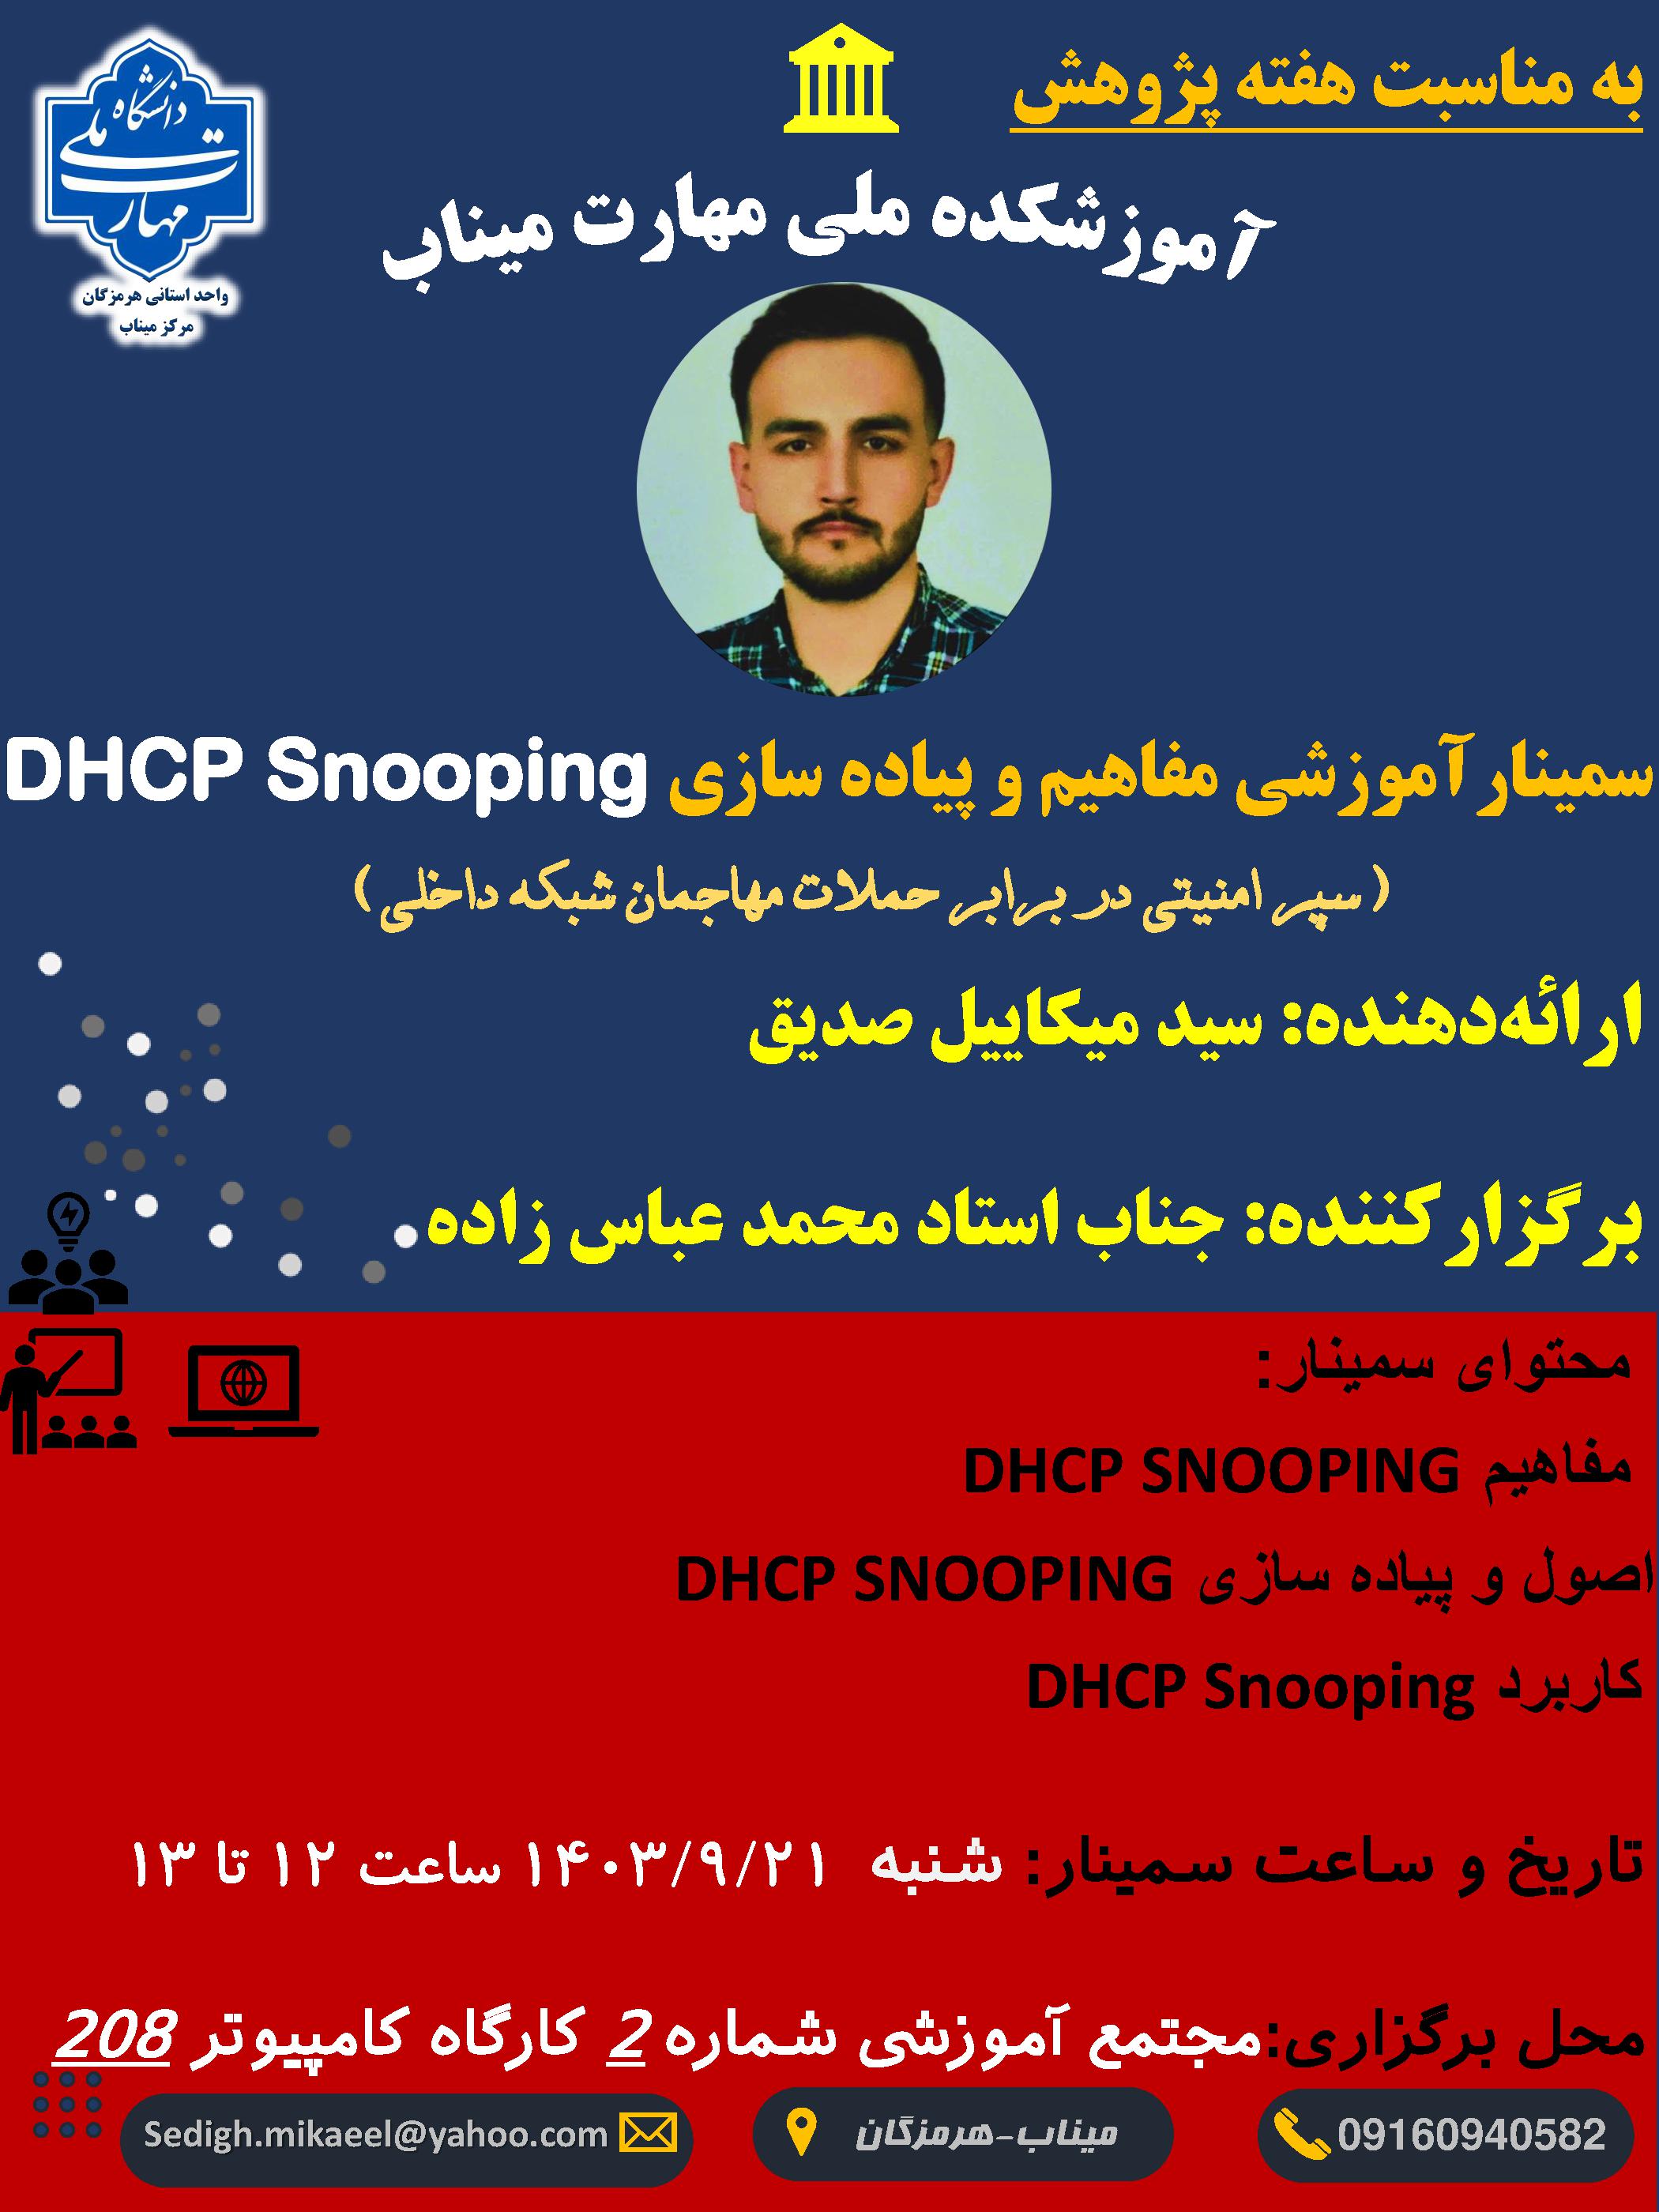 به مناسبت هفته پژوهش
دانشگاه ملی مهارت
واحد استانی هرمزگان
مرکز میناب
آموزشکده ملی مهارت میناب
سمینار آموزشی مفاهیم و پیاده سازی DHCP Snooping
( سپر امنیتی در برابر حملات مهاجمان شبکه داخلی )
ارائه‌دهنده: سید میکاییل صدیق
برگزارکننده: جناب استاد محمد عباس زاده
محتوای سمینار:
مفاهیم DHCP SNOOPING
اصول و پیاده سازی DHCP SNOOPING
کاربرد DHCP Snooping
تاریخ و ساعت سمینار: شنبه ۱۴۰۳/۹/۲۱ ساعت ۱۲ تا ۱۳
محل برگزاری:مجتمع آموزشی شماره 2 کارگاه کامپیوتر 208
09160940582
میناب-هرمزگان
Sedigh.mikaeel@yahoo.com